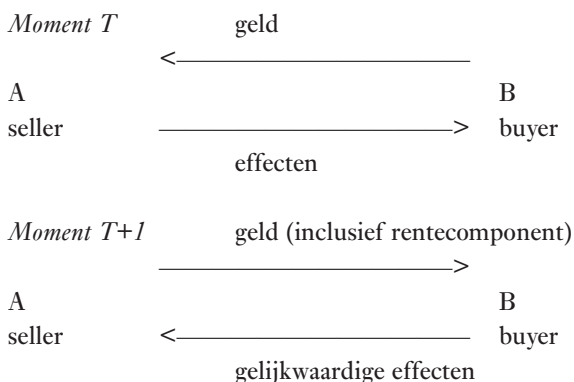 Moment T geld
A B
seller buyer
effecten
Moment T+1 geld (inclusief rentecomponent)
A B
seller buyer
gelijkwaardige effecten